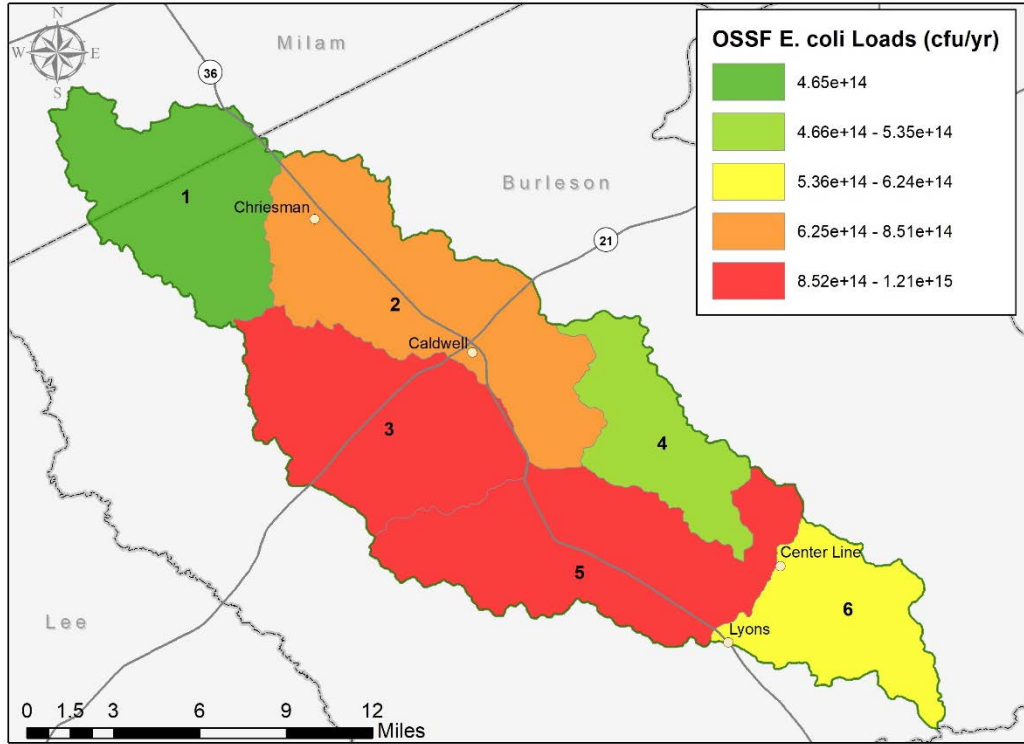 N
W
E
S
Milam
36
Burleson
21
OSSF E. coli Loads (cfu/yr)
4.65e+14
4.66e+14 - 5.35e+14
5.36e+14 - 6.24e+14
6.25e+14 - 8.51e+14
8.52e+14 - 1.21e+15
1
Chriesman
2
Caldwell
3
4
Center Line
5
6
Lyons
Lee
0 1.5 3 6 9 12
Miles